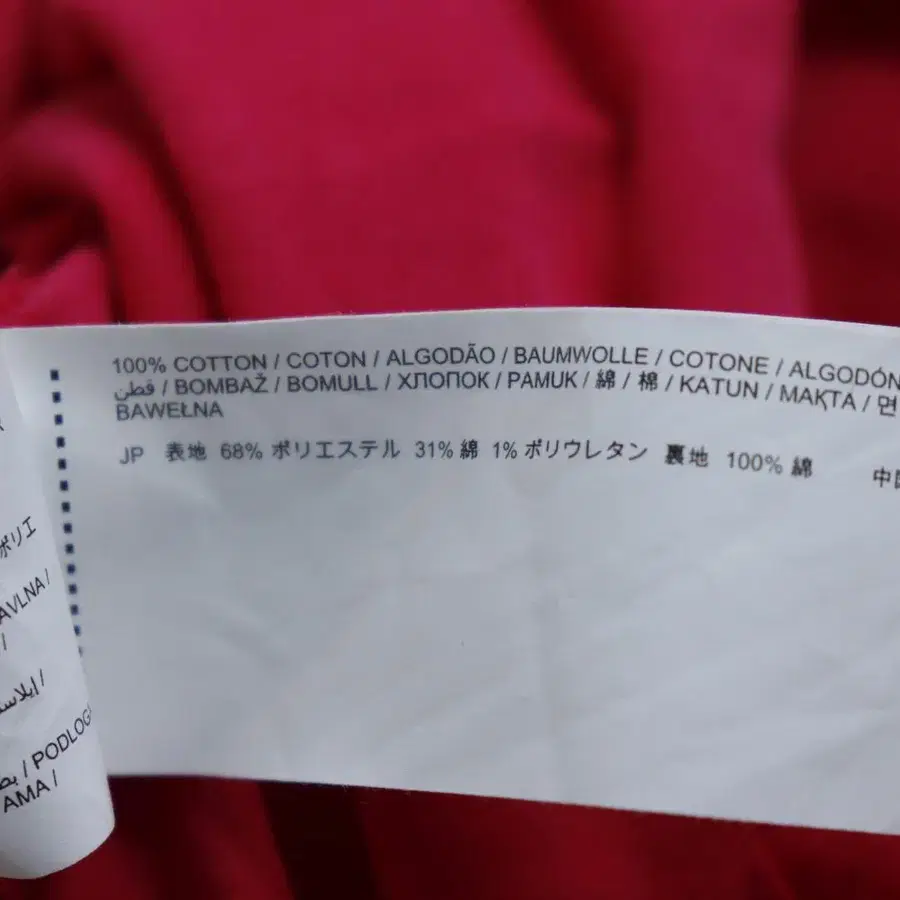 100% COTTON / COTON / ALGODÃO / BAUMWOLLE / COTONE / ALGODÓN
قطن / BOMBAŽ / BOMULL / ХЛОПОК / PAMUK / 綿 / 棉 / KATUN / МАҚТА / 면
BAWEŁNA
JP 表地 68% ポリエステル 31% 綿 1% ポリウレタン 裏地 100% 綿 中
ポリエ
AVLNA /
/
/ PODLOG
AMA /